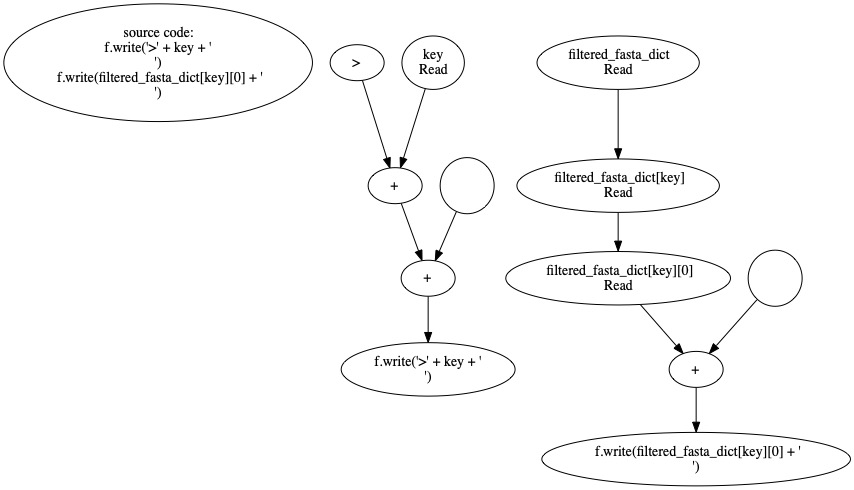 source code:
f.write('>' + key + '
')
f.write(filtered_fasta_dict[key][0] + '
')
>
key
Read
filtered_fasta_dict
Read
+
filtered_fasta_dict[key]
Read
+
filtered_fasta_dict[key][0]
Read
f.write('>' + key + '
')
+
f.write(filtered_fasta_dict[key][0] + '
')